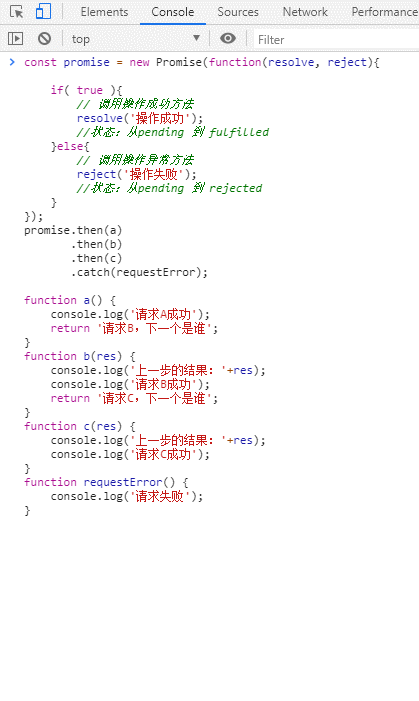 Elements Console Sources Network Performance
top Filter
const promise = new Promise(function(resolve, reject){
if( true ){
// 调用操作成功方法
resolve('操作成功');
//状态：从pending 到 fulfilled
}else{
// 调用操作异常方法
reject('操作失败');
//状态：从pending 到 rejected
}
});
promise.then(a)
.then(b)
.then(c)
.catch(requestError);
function a() {
console.log('请求A成功');
return '请求B，下一个是谁';
}
function b(res) {
console.log('上一步的结果：'+res);
console.log('请求B成功');
return '请求C，下一个是谁';
}
function c(res) {
console.log('上一步的结果：'+res);
console.log('请求C成功');
}
function requestError() {
console.log('请求失败');
}